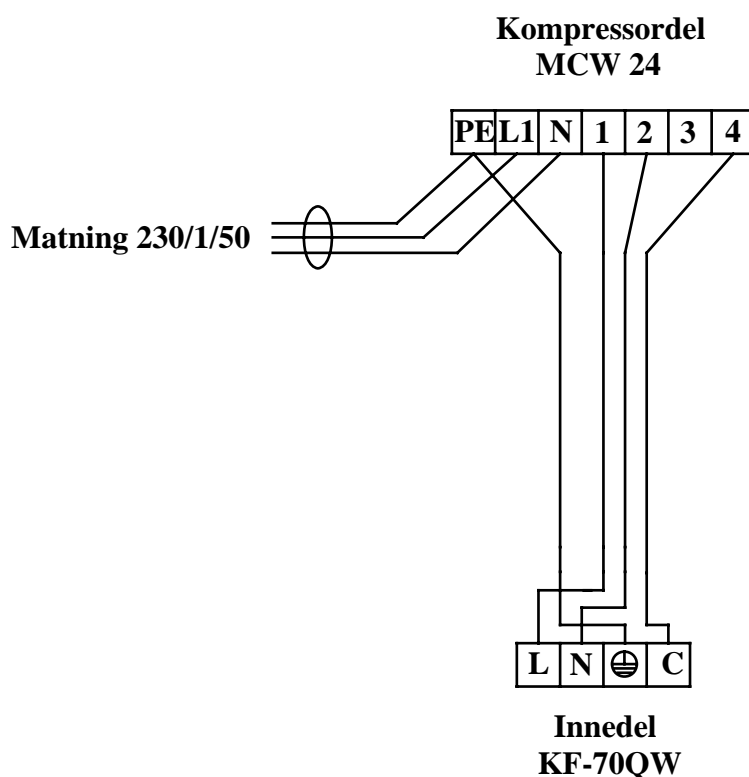 Kompressordel
MCW 24
PE L1 N 1 2 3 4
Matning 230/1/50
L N C
Innedel
KF-70QW